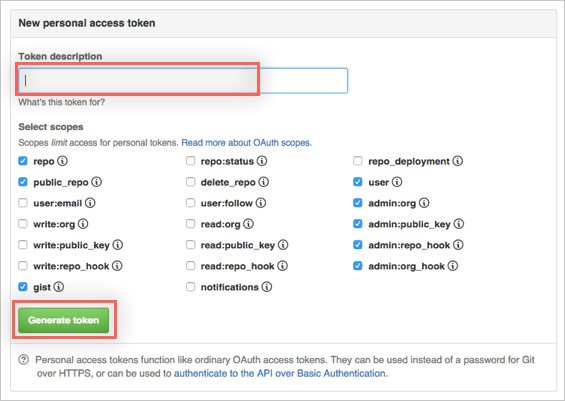 New personal access token
Token description
What's this token for?
Select scopes
Scopes limit access for personal tokens. Read more about OAuth scopes.
repo repo:status repo_deployment
public_repo delete_repo user
user:email user:follow admin:org
write:org read:org admin:public_key
write:public_key read:public_key admin:repo_hook
write:repo_hook read:repo_hook admin:org_hook
gist notifications
Generate token
Personal access tokens function like ordinary OAuth access tokens. They can be used instead of a password for Git
over HTTPS, or can be used to authenticate to the API over Basic Authentication.